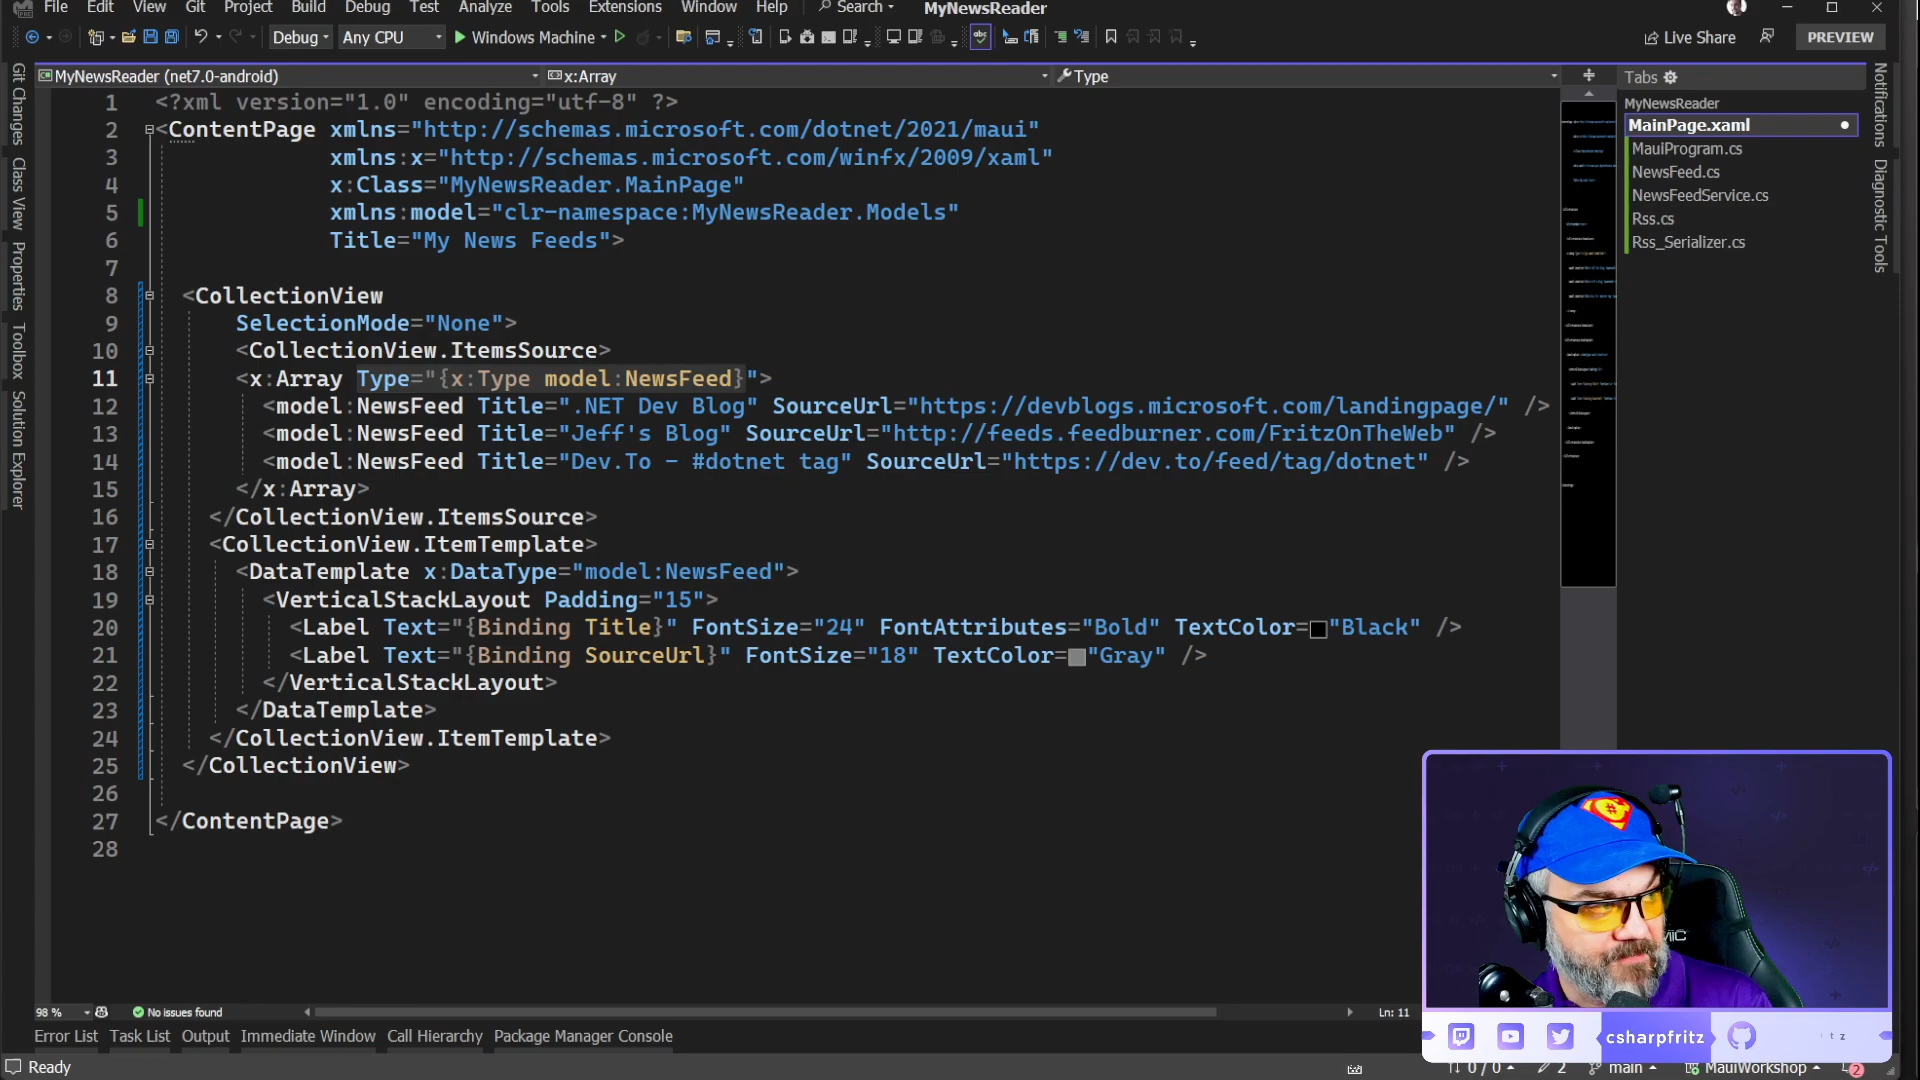 File Edit View Git Project Build Debug Test Analyze Tools Extensions Window Help Search MyNewsReader
Debug Any CPU Windows Machine Live Share PREVIEW
MyNewsReader (net7.0-android) x:Array Type
1 <?xml version="1.0" encoding="utf-8" ?>
2 <ContentPage xmlns="http://schemas.microsoft.com/dotnet/2021/maui"
3 xmlns:x="http://schemas.microsoft.com/winfx/2009/xaml"
4 x:Class="MyNewsReader.MainPage"
5 xmlns:model="clr-namespace:MyNewsReader.Models"
6 Title="My News Feeds">
7
8 <CollectionView
9 SelectionMode="None">
10 <CollectionView.ItemsSource>
11 <x:Array Type="{x:Type model:NewsFeed}">
12 <model:NewsFeed Title=".NET Dev Blog" SourceUrl="https://devblogs.microsoft.com/landingpage/" />
13 <model:NewsFeed Title="Jeff's Blog" SourceUrl="http://feeds.feedburner.com/FritzOnTheWeb" />
14 <model:NewsFeed Title="Dev.To - #dotnet tag" SourceUrl="https://dev.to/feed/tag/dotnet" />
15 </x:Array>
16 </CollectionView.ItemsSource>
17 <CollectionView.ItemTemplate>
18 <DataTemplate x:DataType="model:NewsFeed">
19 <VerticalStackLayout Padding="15">
20 <Label Text="{Binding Title}" FontSize="24" FontAttributes="Bold" TextColor="Black" />
21 <Label Text="{Binding SourceUrl}" FontSize="18" TextColor="Gray" />
22 </VerticalStackLayout>
23 </DataTemplate>
24 </CollectionView.ItemTemplate>
25 </CollectionView>
26
27 </ContentPage>
28
Git Changes
Class View
Properties
Toolbox
Solution Explorer
Tabs
MyNewsReader
MainPage.xaml
MauiProgram.cs
NewsFeed.cs
NewsFeedService.cs
Rss.cs
Rss_Serializer.cs
Notifications
Diagnostic Tools
98 % No issues found Ln: 11
Error List Task List Output Immediate Window Call Hierarchy Package Manager Console
csharpfritz
Ready 0 / 0 2 main MauiWorkshop 2